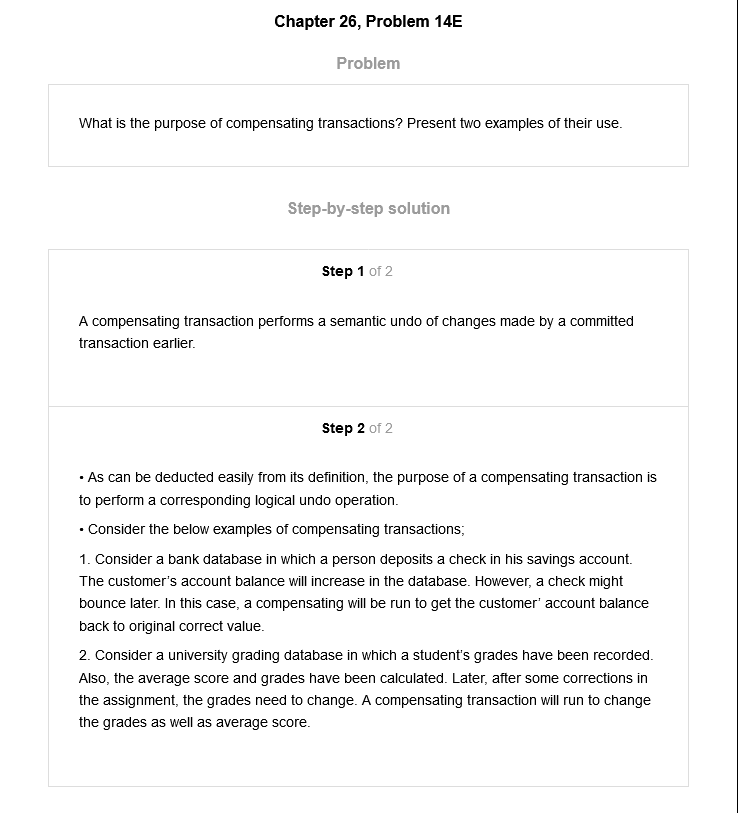 Chapter 26, Problem 14E
Problem
What is the purpose of compensating transactions? Present two examples of their use.
Step-by-step solution
Step 1 of 2
A compensating transaction performs a semantic undo of changes made by a committed
transaction earlier.
Step 2 of 2
• As can be deducted easily from its definition, the purpose of a compensating transaction is
to perform a corresponding logical undo operation.
• Consider the below examples of compensating transactions;
1. Consider a bank database in which a person deposits a check in his savings account.
The customer’s account balance will increase in the database. However, a check might
bounce later. In this case, a compensating will be run to get the customer’ account balance
back to original correct value.
2. Consider a university grading database in which a student’s grades have been recorded.
Also, the average score and grades have been calculated. Later, after some corrections in
the assignment, the grades need to change. A compensating transaction will run to change
the grades as well as average score.